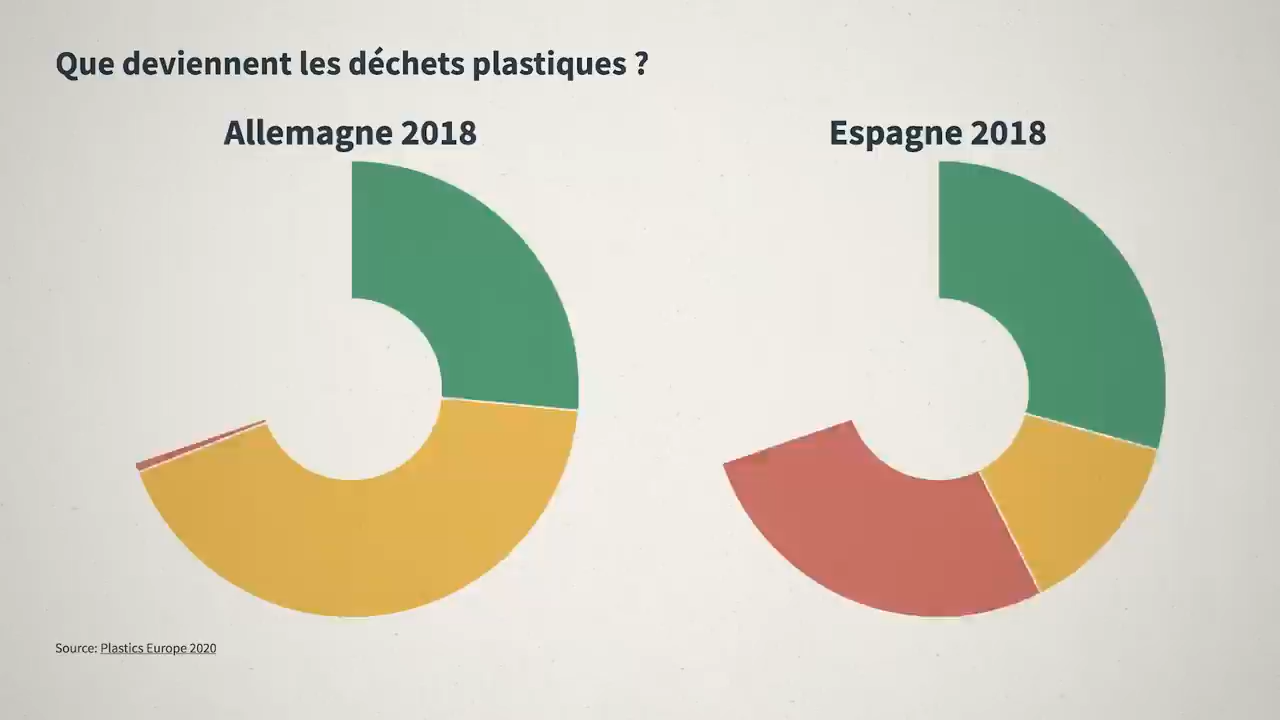 Que deviennent les déchets plastiques ?
Allemagne 2018
Espagne 2018
Source: Plastics Europe 2020